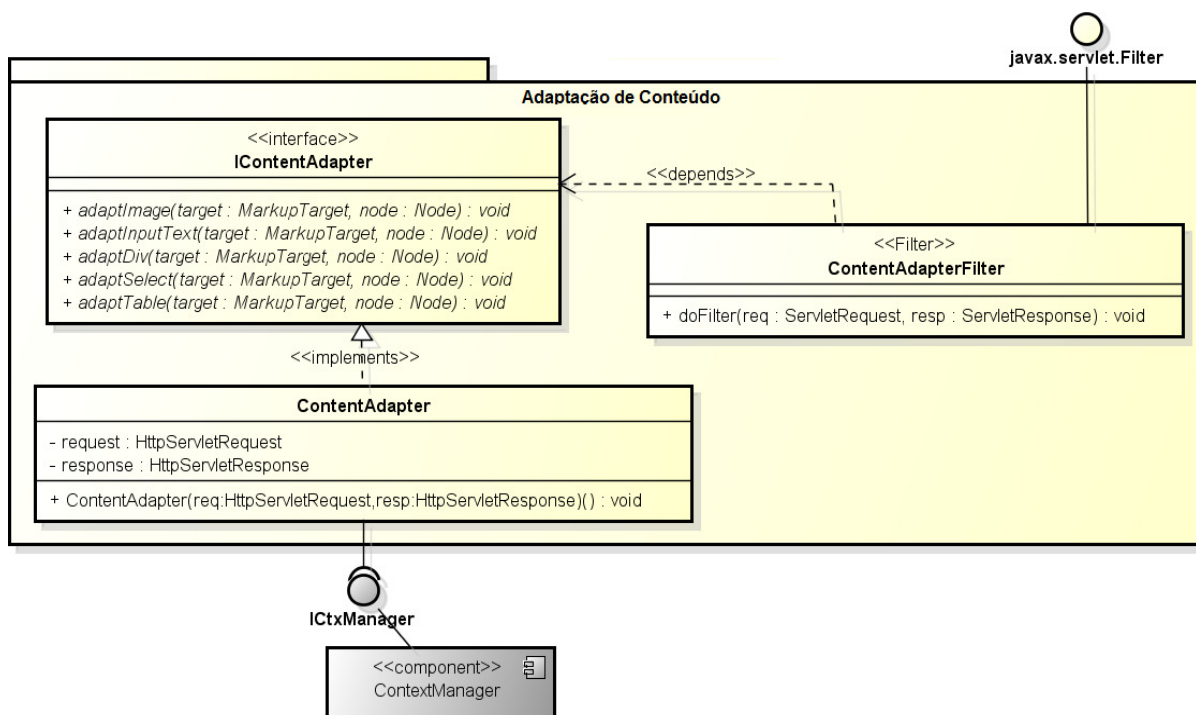 javax.servlet.Filter
Adaptação de Conteúdo
<<interface>>
IContentAdapter
+ adaptImage(target : MarkupTarget, node : Node) : void
+ adaptInputText(target : MarkupTarget, node : Node) : void
+ adaptDiv(target : MarkupTarget, node : Node) : void
+ adaptSelect(target : MarkupTarget, node : Node) : void
+ adaptTable(target : MarkupTarget, node : Node) : void
<<depends>>
<<Filter>>
ContentAdapterFilter
+ doFilter(req : ServletRequest, resp : ServletResponse) : void
<<implements>>
ContentAdapter
- request : HttpServletRequest
- response : HttpServletResponse
+ ContentAdapter(req:HttpServletRequest,resp:HttpServletResponse)() : void
ICtxManager
<<component>>
ContextManager